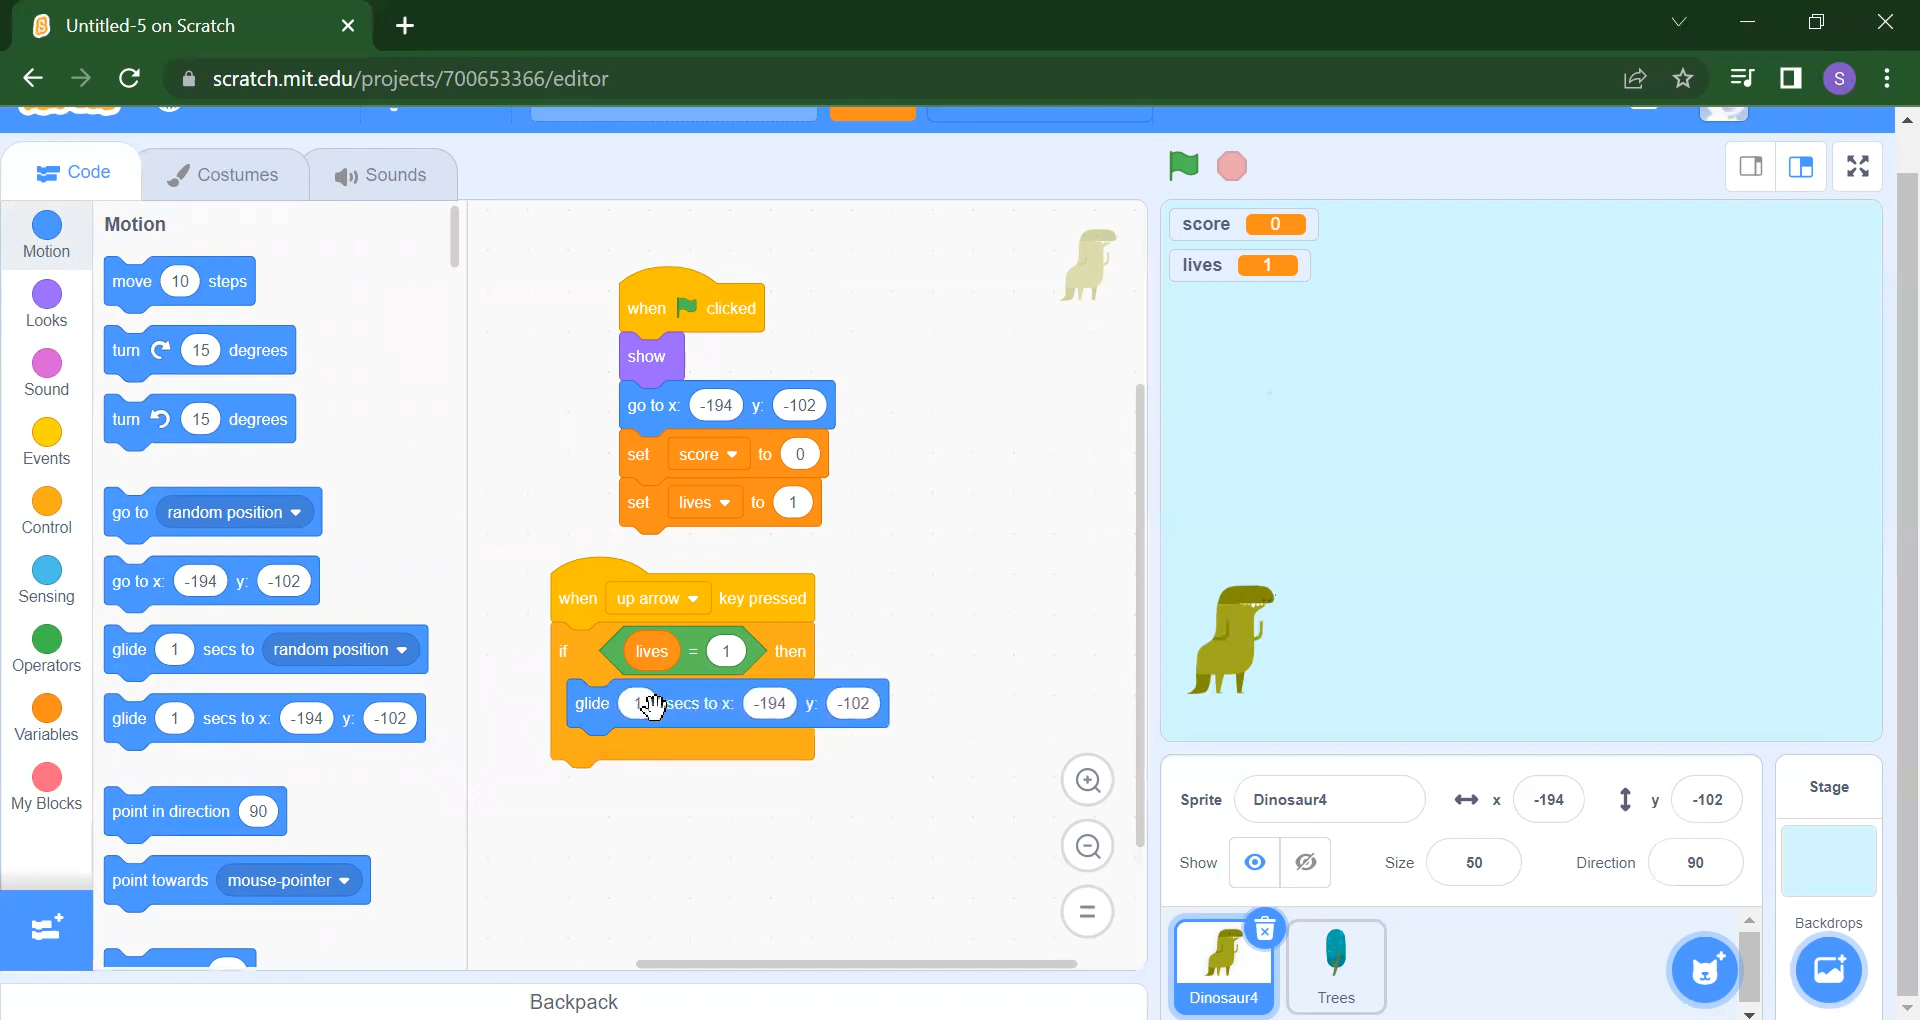 Untitled-5 on Scratch
scratch.mit.edu/projects/700653366/editor
S
Code
Costumes
Sounds
Motion
Looks
Sound
Events
Control
Sensing
Operators
Variables
My Blocks
Motion
move 10 steps
turn 15 degrees
turn 15 degrees
go to random position
go to x: -194 y: -102
glide 1 secs to random position
glide 1 secs to x: -194 y: -102
point in direction 90
point towards mouse-pointer
when clicked
show
go to x: -194 y: -102
set score to 0
set lives to 1
when up arrow key pressed
if lives = 1 then
glide 1 secs to x: -194 y: -102
Backpack
score 0
lives 1
Sprite Dinosaur4 x -194 y -102
Show Size 50 Direction 90
Dinosaur4
Trees
Stage
Backdrops